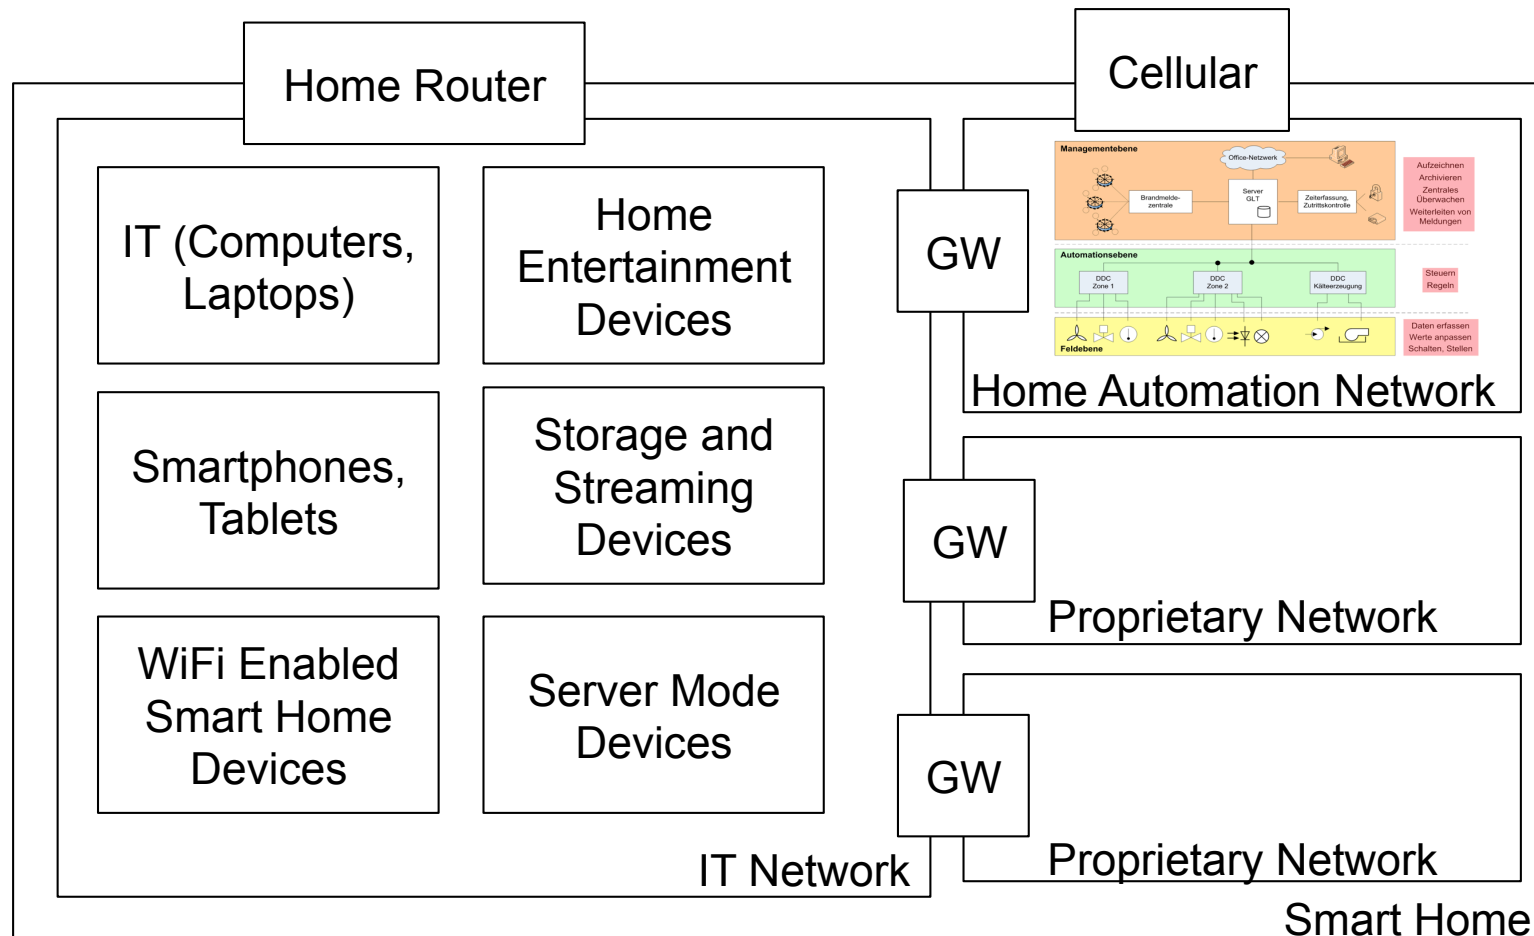 Home Router
Cellular
IT (Computers,
Laptops)
Home
Entertainment
Devices
Smartphones,
Tablets
Storage and
Streaming
Devices
WiFi Enabled
Smart Home
Devices
Server Mode
Devices
IT Network
GW
GW
GW
Managementebene
Office-Netzwerk
Brandmelde-
zentrale
Server
GLT
Zeiterfassung,
Zutrittskontrolle
Aufzeichnen
Archivieren
Zentrales
Überwachen
Weiterleiten von
Meldungen
Automationsebene
DDC
Zone 1
DDC
Zone 2
DDC
Kälteerzeugung
Steuern
Regeln
Feldebene
Daten erfassen
Werte anpassen
Schalten, Stellen
Home Automation Network
Proprietary Network
Proprietary Network
Smart Home